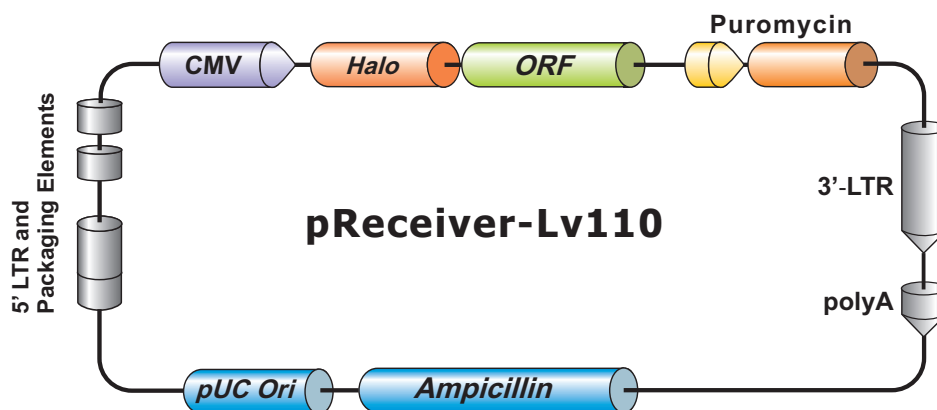 Puromycin
CMV
Halo
ORF
5' LTR and
Packaging Elements
3'-LTR
pReceiver-Lv110
polyA
pUC Ori
Ampicillin